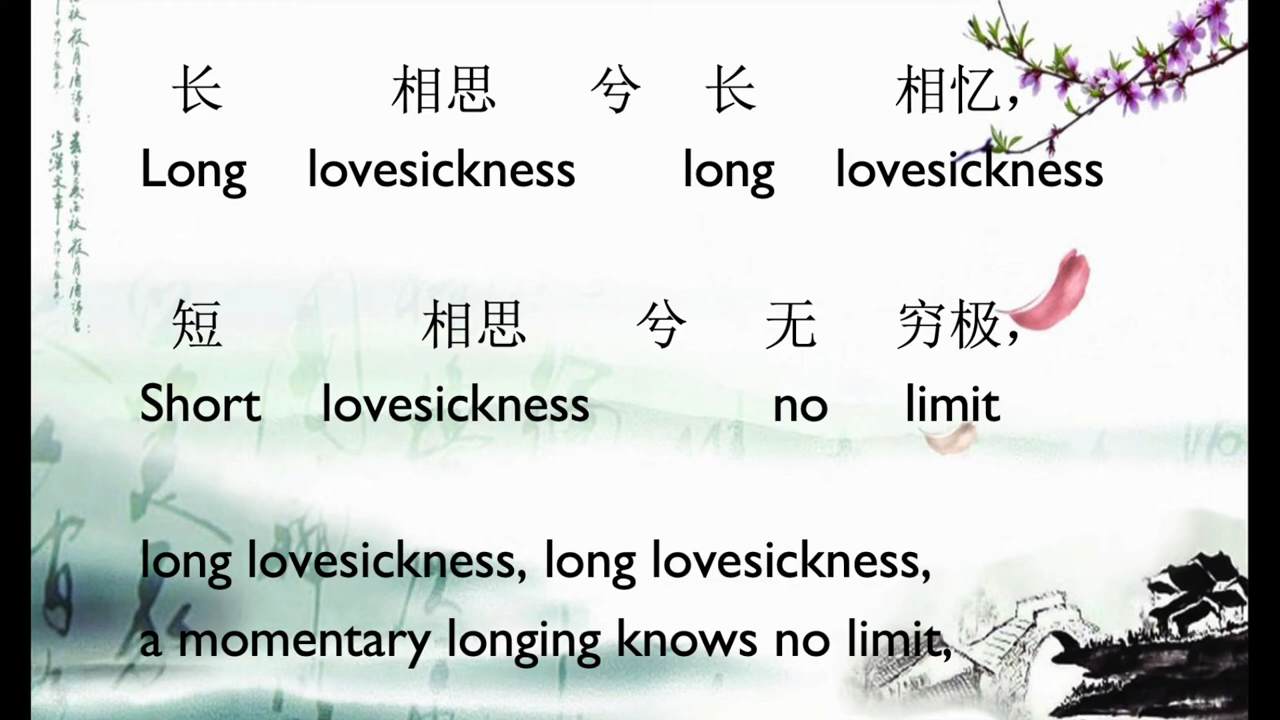 长 相思 兮 长 相忆，
Long lovesickness long lovesickness
短 相思 兮 无 穷极，
Short lovesickness no limit
long lovesickness, long lovesickness,
a momentary longing knows no limit,